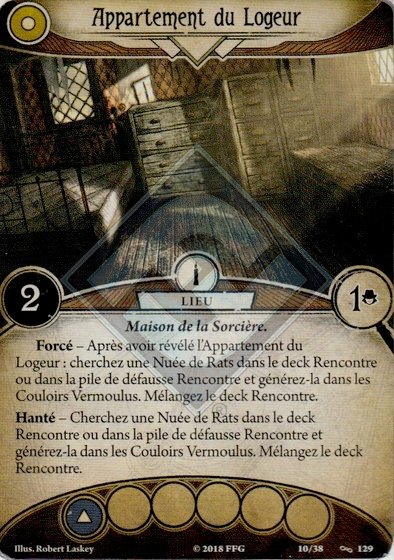 Appartement du Logeur
2
LIEU
1
Maison de la Sorcière.
Forcé – Après avoir révélé l'Appartement du
Logeur : cherchez une Nuée de Rats dans le deck Rencontre
ou dans la pile de défausse Rencontre et générez-la dans les
Couloirs Vermoulus. Mélangez le deck Rencontre.
Hanté – Cherchez une Nuée de Rats dans le deck
Rencontre ou dans la pile de défausse Rencontre et
générez-la dans les Couloirs Vermoulus. Mélangez le deck
Rencontre.
Illus. Robert Laskey
© 2018 FFG
10/38
129